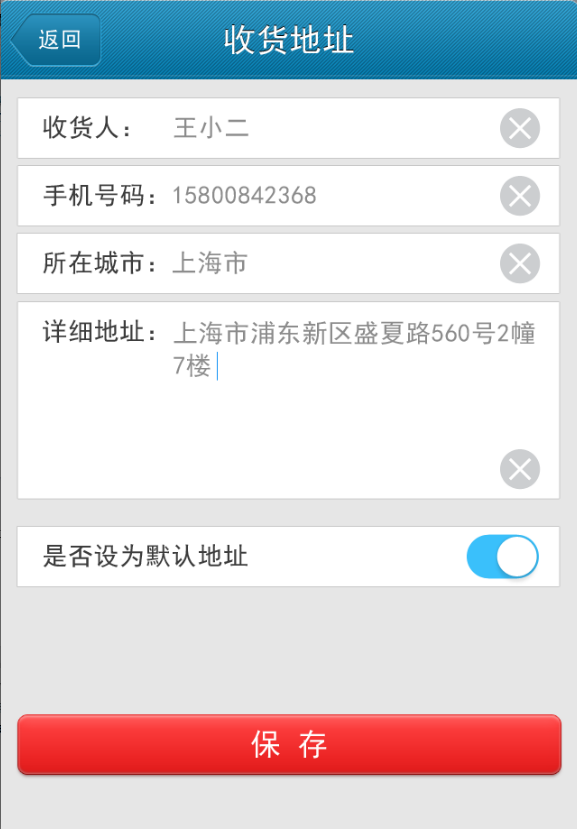 返回
收货地址
收货人： 王小二
手机号码：15800842368
所在城市：上海市
详细地址：上海市浦东新区盛夏路560号2幢
7楼
是否设为默认地址
保 存